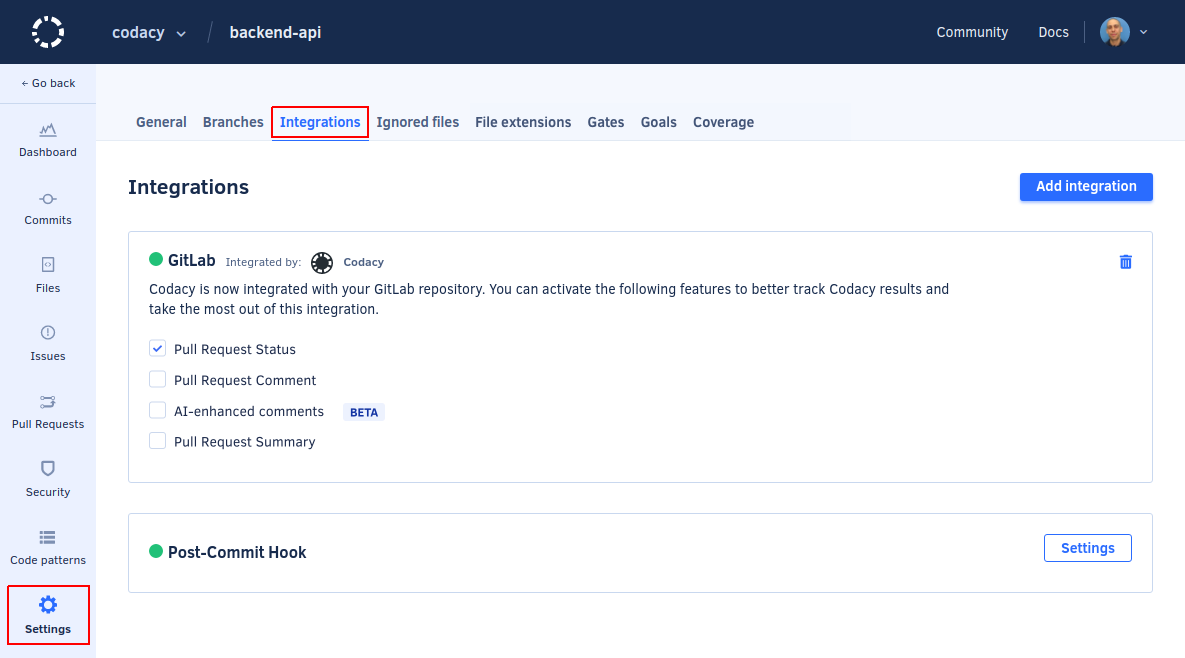 codacy / backend-api
Community
Docs
← Go back
Dashboard
Commits
Files
Issues
Pull Requests
Security
Code patterns
Settings
General Branches Integrations Ignored files File extensions Gates Goals Coverage
Integrations
Add integration
GitLab Integrated by: Codacy
Codacy is now integrated with your GitLab repository. You can activate the following features to better track Codacy results and
take the most out of this integration.
Pull Request Status
Pull Request Comment
AI-enhanced comments BETA
Pull Request Summary
Post-Commit Hook
Settings